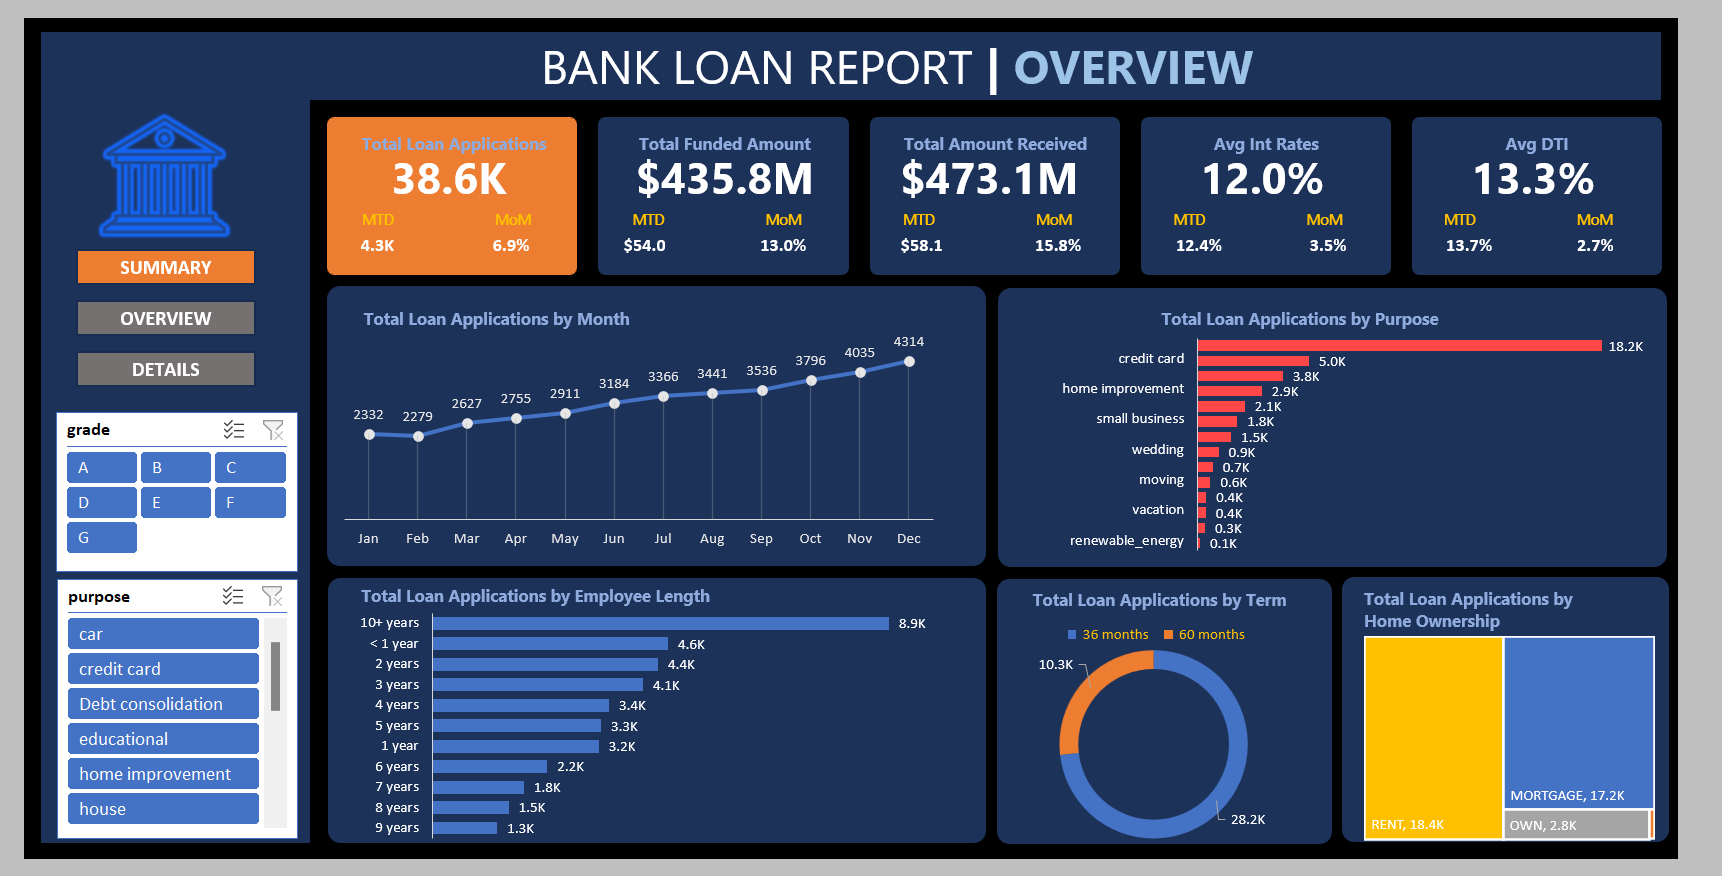 BANK LOAN REPORT | OVERVIEW
SUMMARY
OVERVIEW
DETAILS
grade
A B C
D E F
G
purpose
car
credit card
Debt consolidation
educational
home improvement
house
Total Loan Applications
38.6K
MTD MoM
4.3K 6.9%
Total Funded Amount
$435.8M
MTD MoM
$54.0 13.0%
Total Amount Received
$473.1M
MTD MoM
$58.1 15.8%
Avg Int Rates
12.0%
MTD MoM
12.4% 3.5%
Avg DTI
13.3%
MTD MoM
13.7% 2.7%
Total Loan Applications by Month
2332 2279 2627 2755 2911 3184 3366 3441 3536 3796 4035 4314
Jan Feb Mar Apr May Jun Jul Aug Sep Oct Nov Dec
Total Loan Applications by Purpose
18.2K
credit card 5.0K
3.8K
home improvement 2.9K
2.1K
small business 1.8K
1.5K
wedding 0.9K
0.7K
moving 0.6K
0.4K
vacation 0.4K
0.3K
renewable_energy 0.1K
Total Loan Applications by Employee Length
10+ years 8.9K
< 1 year 4.6K
2 years 4.4K
3 years 4.1K
4 years 3.4K
5 years 3.3K
1 year 3.2K
6 years 2.2K
7 years 1.8K
8 years 1.5K
9 years 1.3K
Total Loan Applications by Term
36 months 60 months
10.3K
28.2K
Total Loan Applications by
Home Ownership
RENT, 18.4K
MORTGAGE, 17.2K
OWN, 2.8K